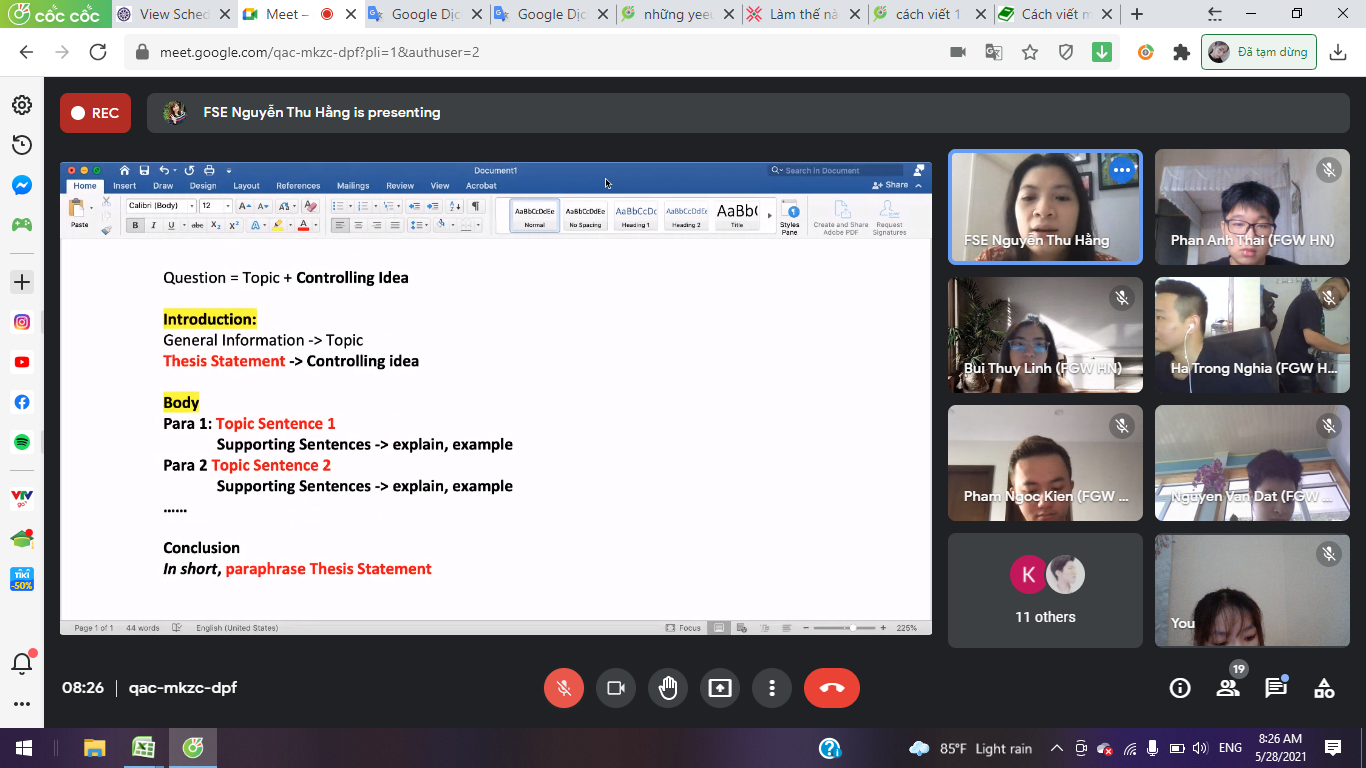 cốc cốc
View Sched
Meet –
Google Dịc
Google Dịc
những yeeu
Làm thế nà
cách viết 1
Cách viết m
meet.google.com/qac-mkzc-dpf?pli=1&authuser=2
Đã tạm dừng
REC
FSE Nguyễn Thu Hằng is presenting
Document1
Search in Document
Home Insert Draw Design Layout References Mailings Review View Acrobat
Share
Paste
Calibri (Body)
12
AaBbCcDdEe AaBbCcDdEe AaBbCcDc AaBbCcDdEe AaBb(
Normal No Spacing Heading 1 Heading 2 Title
Styles Pane
Create and Share Adobe PDF
Request Signatures
Question = Topic + Controlling Idea
Introduction:
General Information -> Topic
Thesis Statement -> Controlling idea
Body
Para 1: Topic Sentence 1
Supporting Sentences -> explain, example
Para 2 Topic Sentence 2
Supporting Sentences -> explain, example
......
Conclusion
In short, paraphrase Thesis Statement
Page 1 of 1 44 words English (United States)
Focus
225%
FSE Nguyễn Thu Hằng
Phan Anh Thai (FGW HN)
Bui Thuy Linh (FGW HN)
Ha Trong Nghia (FGW H...
Pham Ngoc Kien (FGW ...
Nguyen Van Dat (FGW ...
K
11 others
You
VTV
go
TIKI
-50%
08:26 | qac-mkzc-dpf
19
85°F Light rain
ENG
8:26 AM
5/28/2021